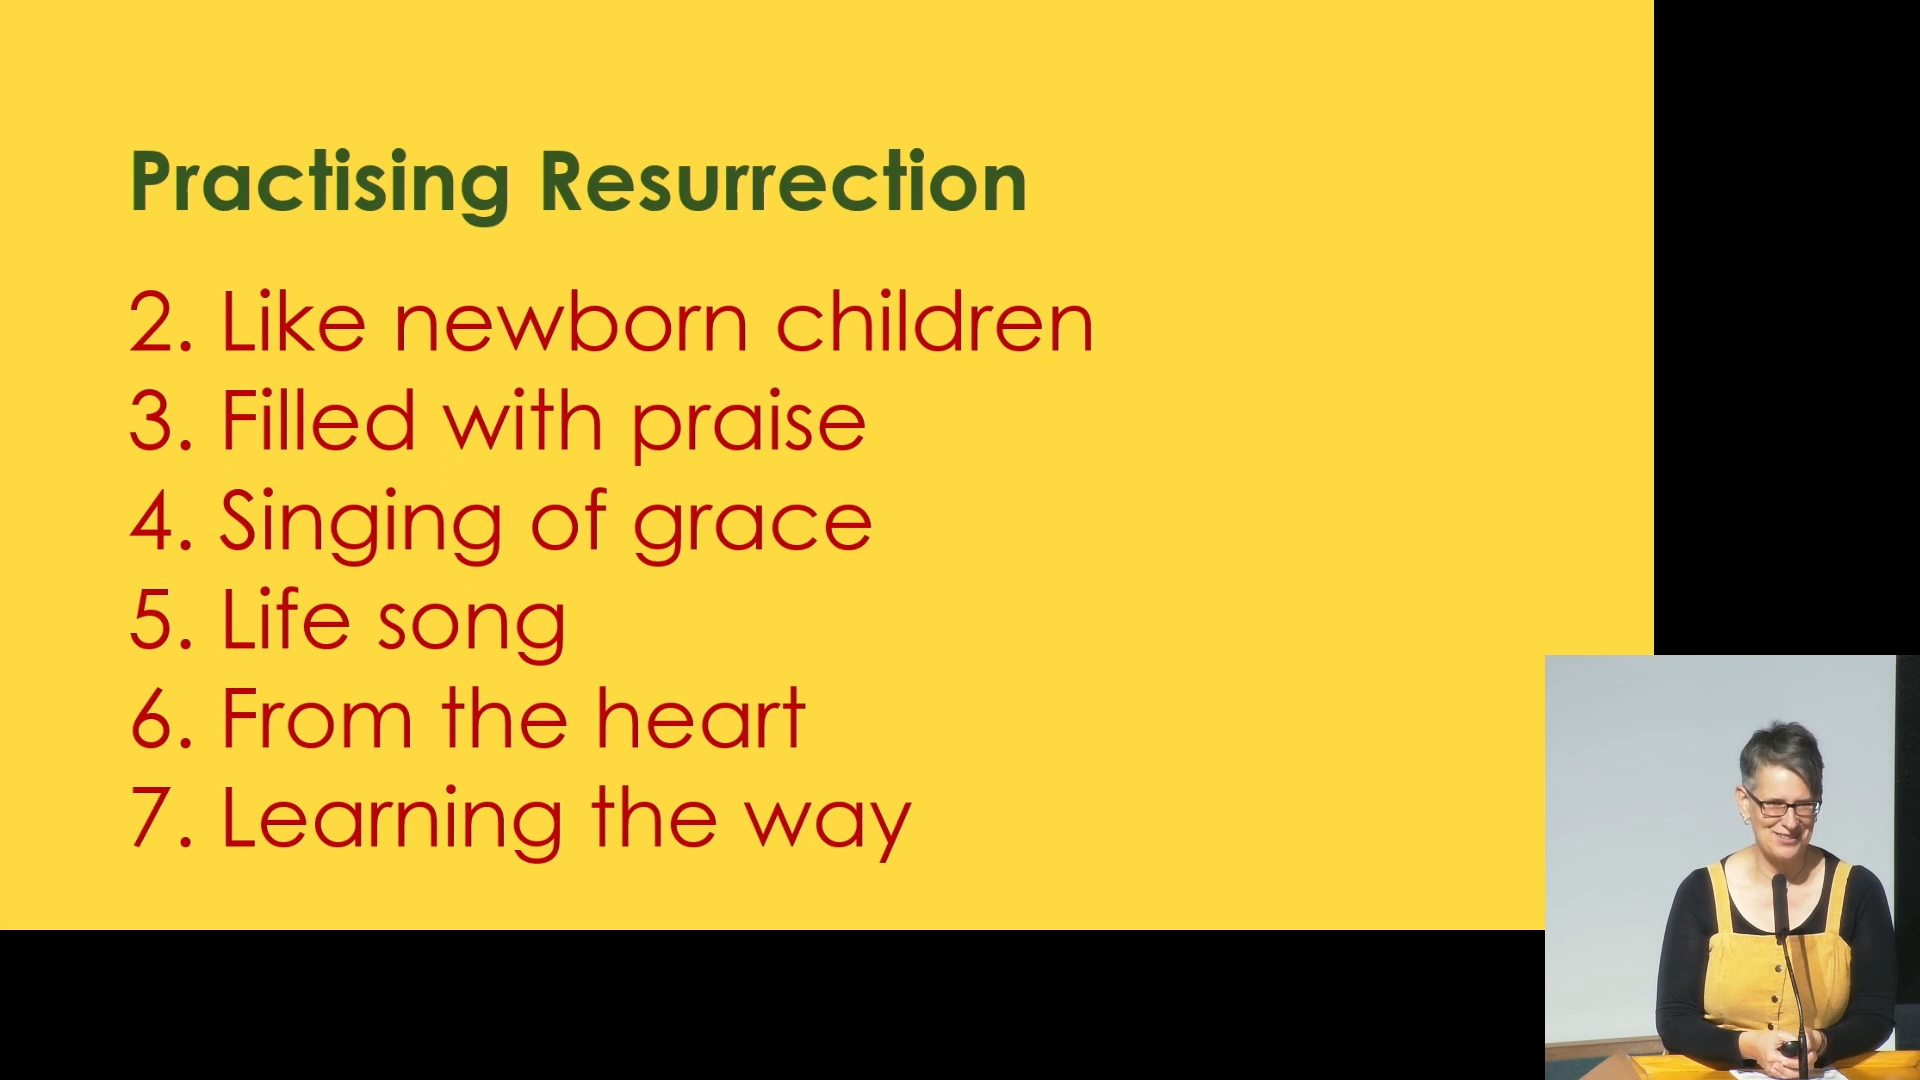 Practising Resurrection
2. Like newborn children
3. Filled with praise
4. Singing of grace
5. Life song
6. From the heart
7. Learning the way